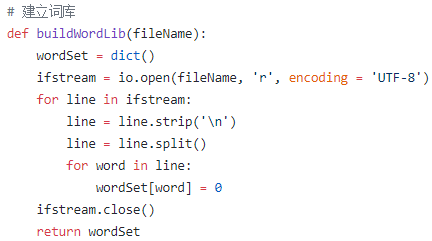 # 建立词库
def buildWordLib(fileName):
    wordSet = dict()
    ifstream = io.open(fileName, 'r', encoding = 'UTF-8')
    for line in ifstream:
        line = line.strip('\n')
        line = line.split()
        for word in line:
            wordSet[word] = 0
    ifstream.close()
    return wordSet